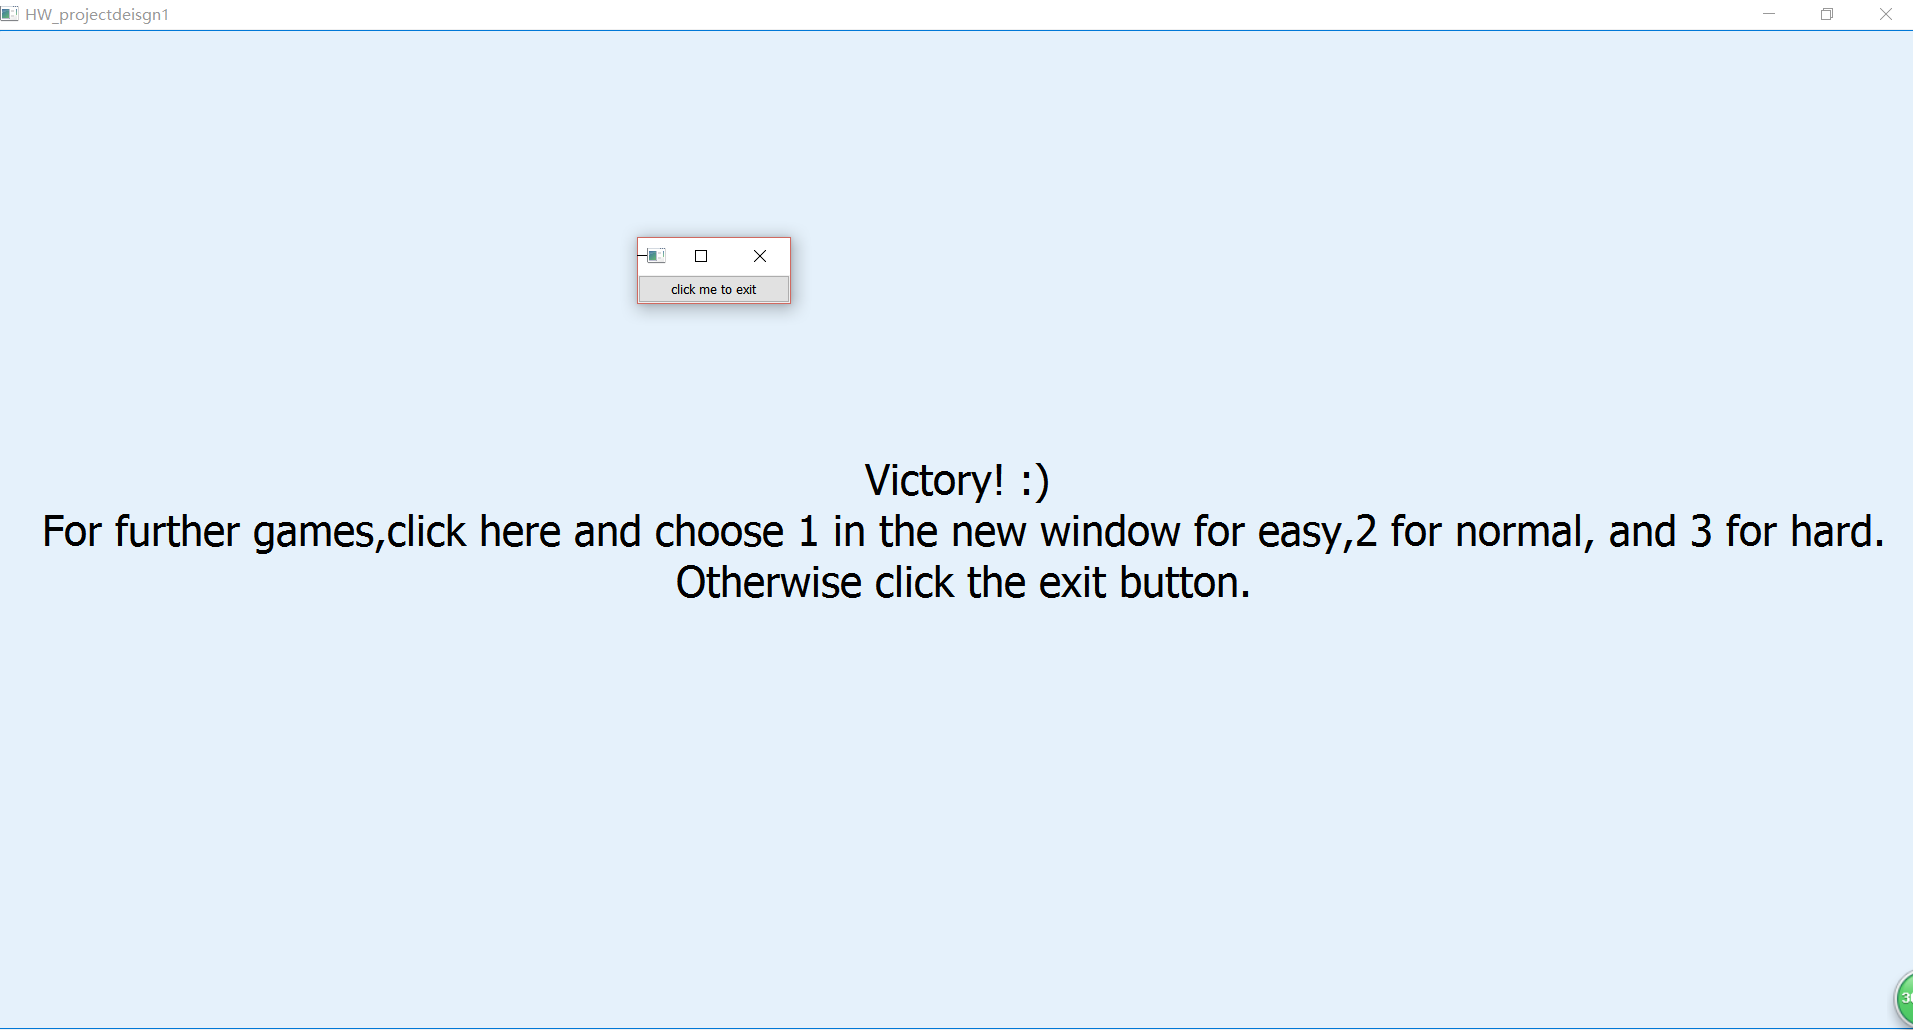 HW_projectdeisgn1
click me to exit
Victory! :)
For further games,click here and choose 1 in the new window for easy,2 for normal, and 3 for hard.
Otherwise click the exit button.